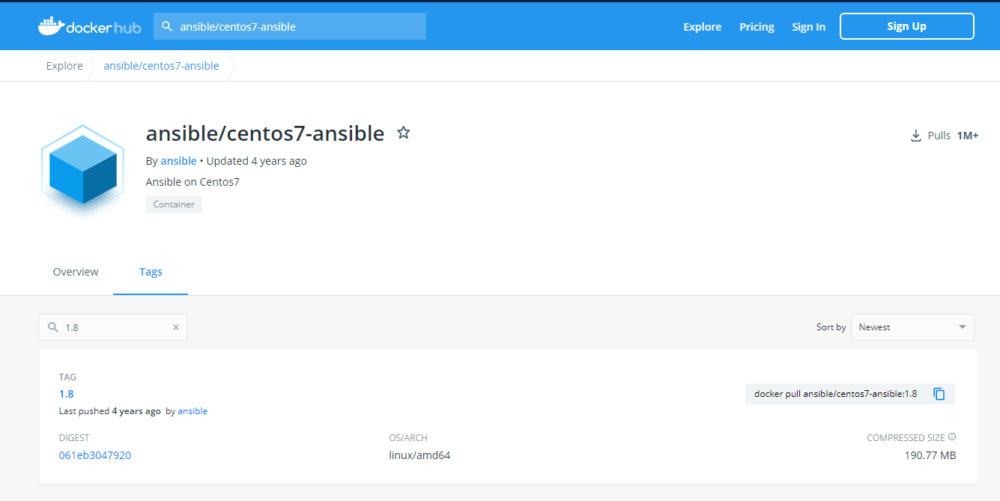 dockerhub ansible/centos7-ansible Explore Pricing Sign In Sign Up
Explore ansible/centos7-ansible
ansible/centos7-ansible
Pulls 1M+
By ansible • Updated 4 years ago
Ansible on Centos7
Container
Overview Tags
1.8 Sort by Newest
TAG
1.8 docker pull ansible/centos7-ansible:1.8
Last pushed 4 years ago by ansible
DIGEST OS/ARCH COMPRESSED SIZE
061eb3047920 linux/amd64 190.77 MB